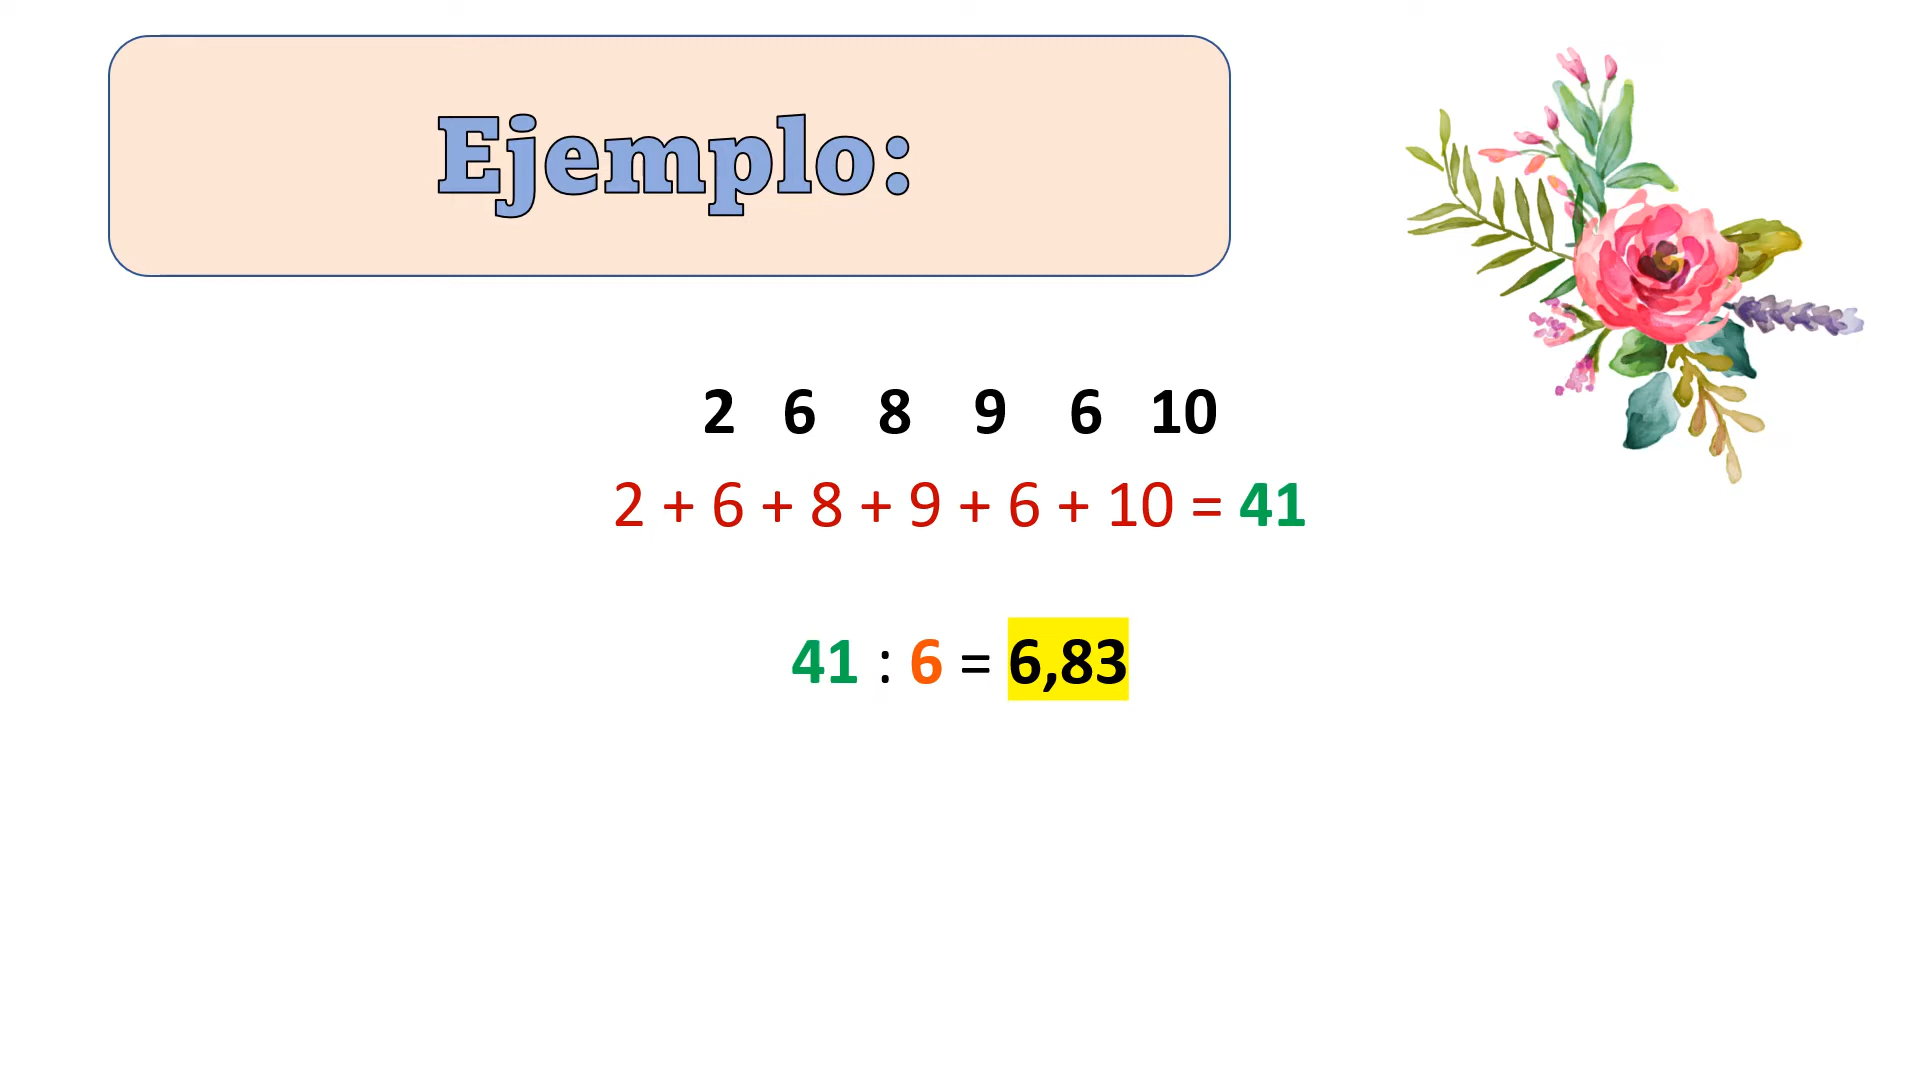 Ejemplo:
2 6 8 9 6 10
2 + 6 + 8 + 9 + 6 + 10 = 41
41 : 6 = 6,83